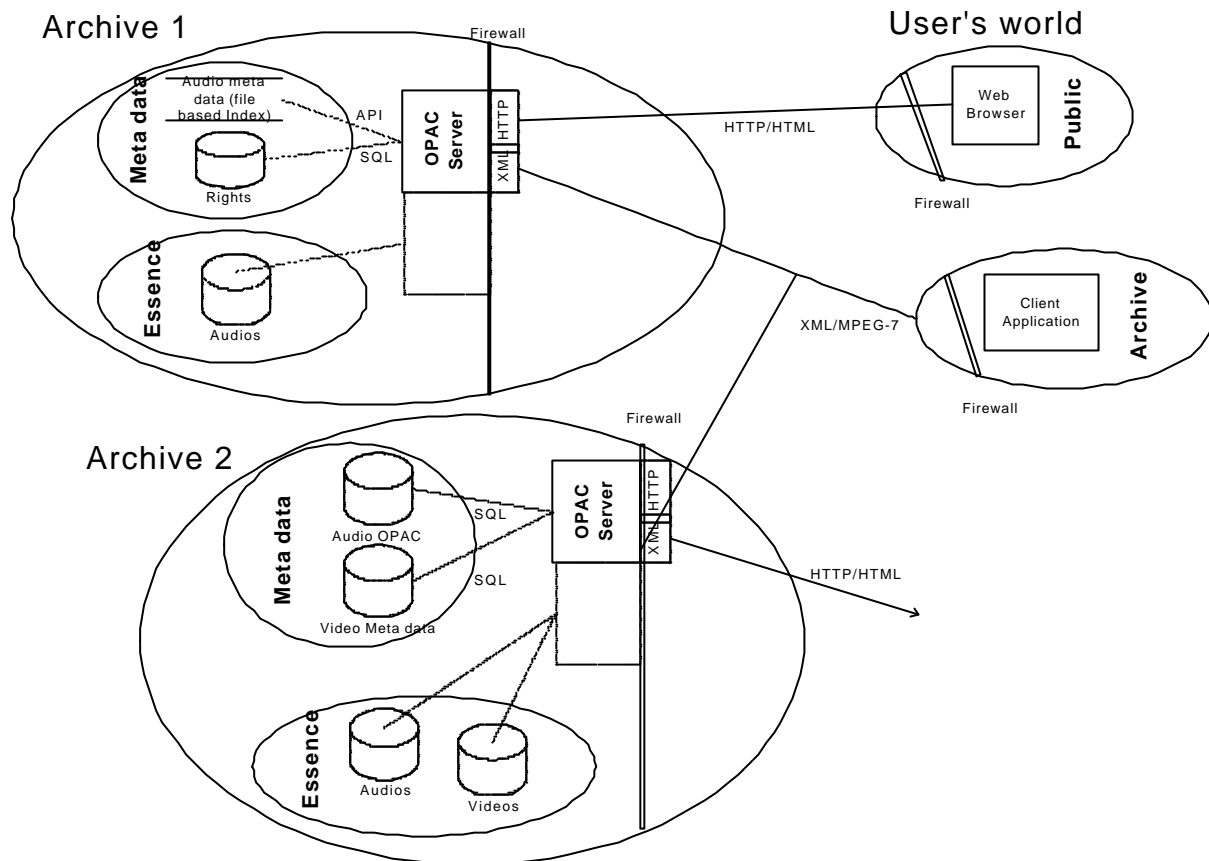 Archive 1
User's world
Firewall
Meta data
Audio meta
data (file
based Index)
API
SQL
Rights
OPAC
Server
HTTP
XML
HTTP/HTML
Web
Browser
Public
Firewall
Essence
Audios
XML/MPEG-7
Client
Application
Archive
Firewall
Archive 2
Firewall
Meta data
Audio OPAC
SQL
SQL
Video Meta data
OPAC
Server
HTTP
XML
HTTP/HTML
Essence
Audios
Videos